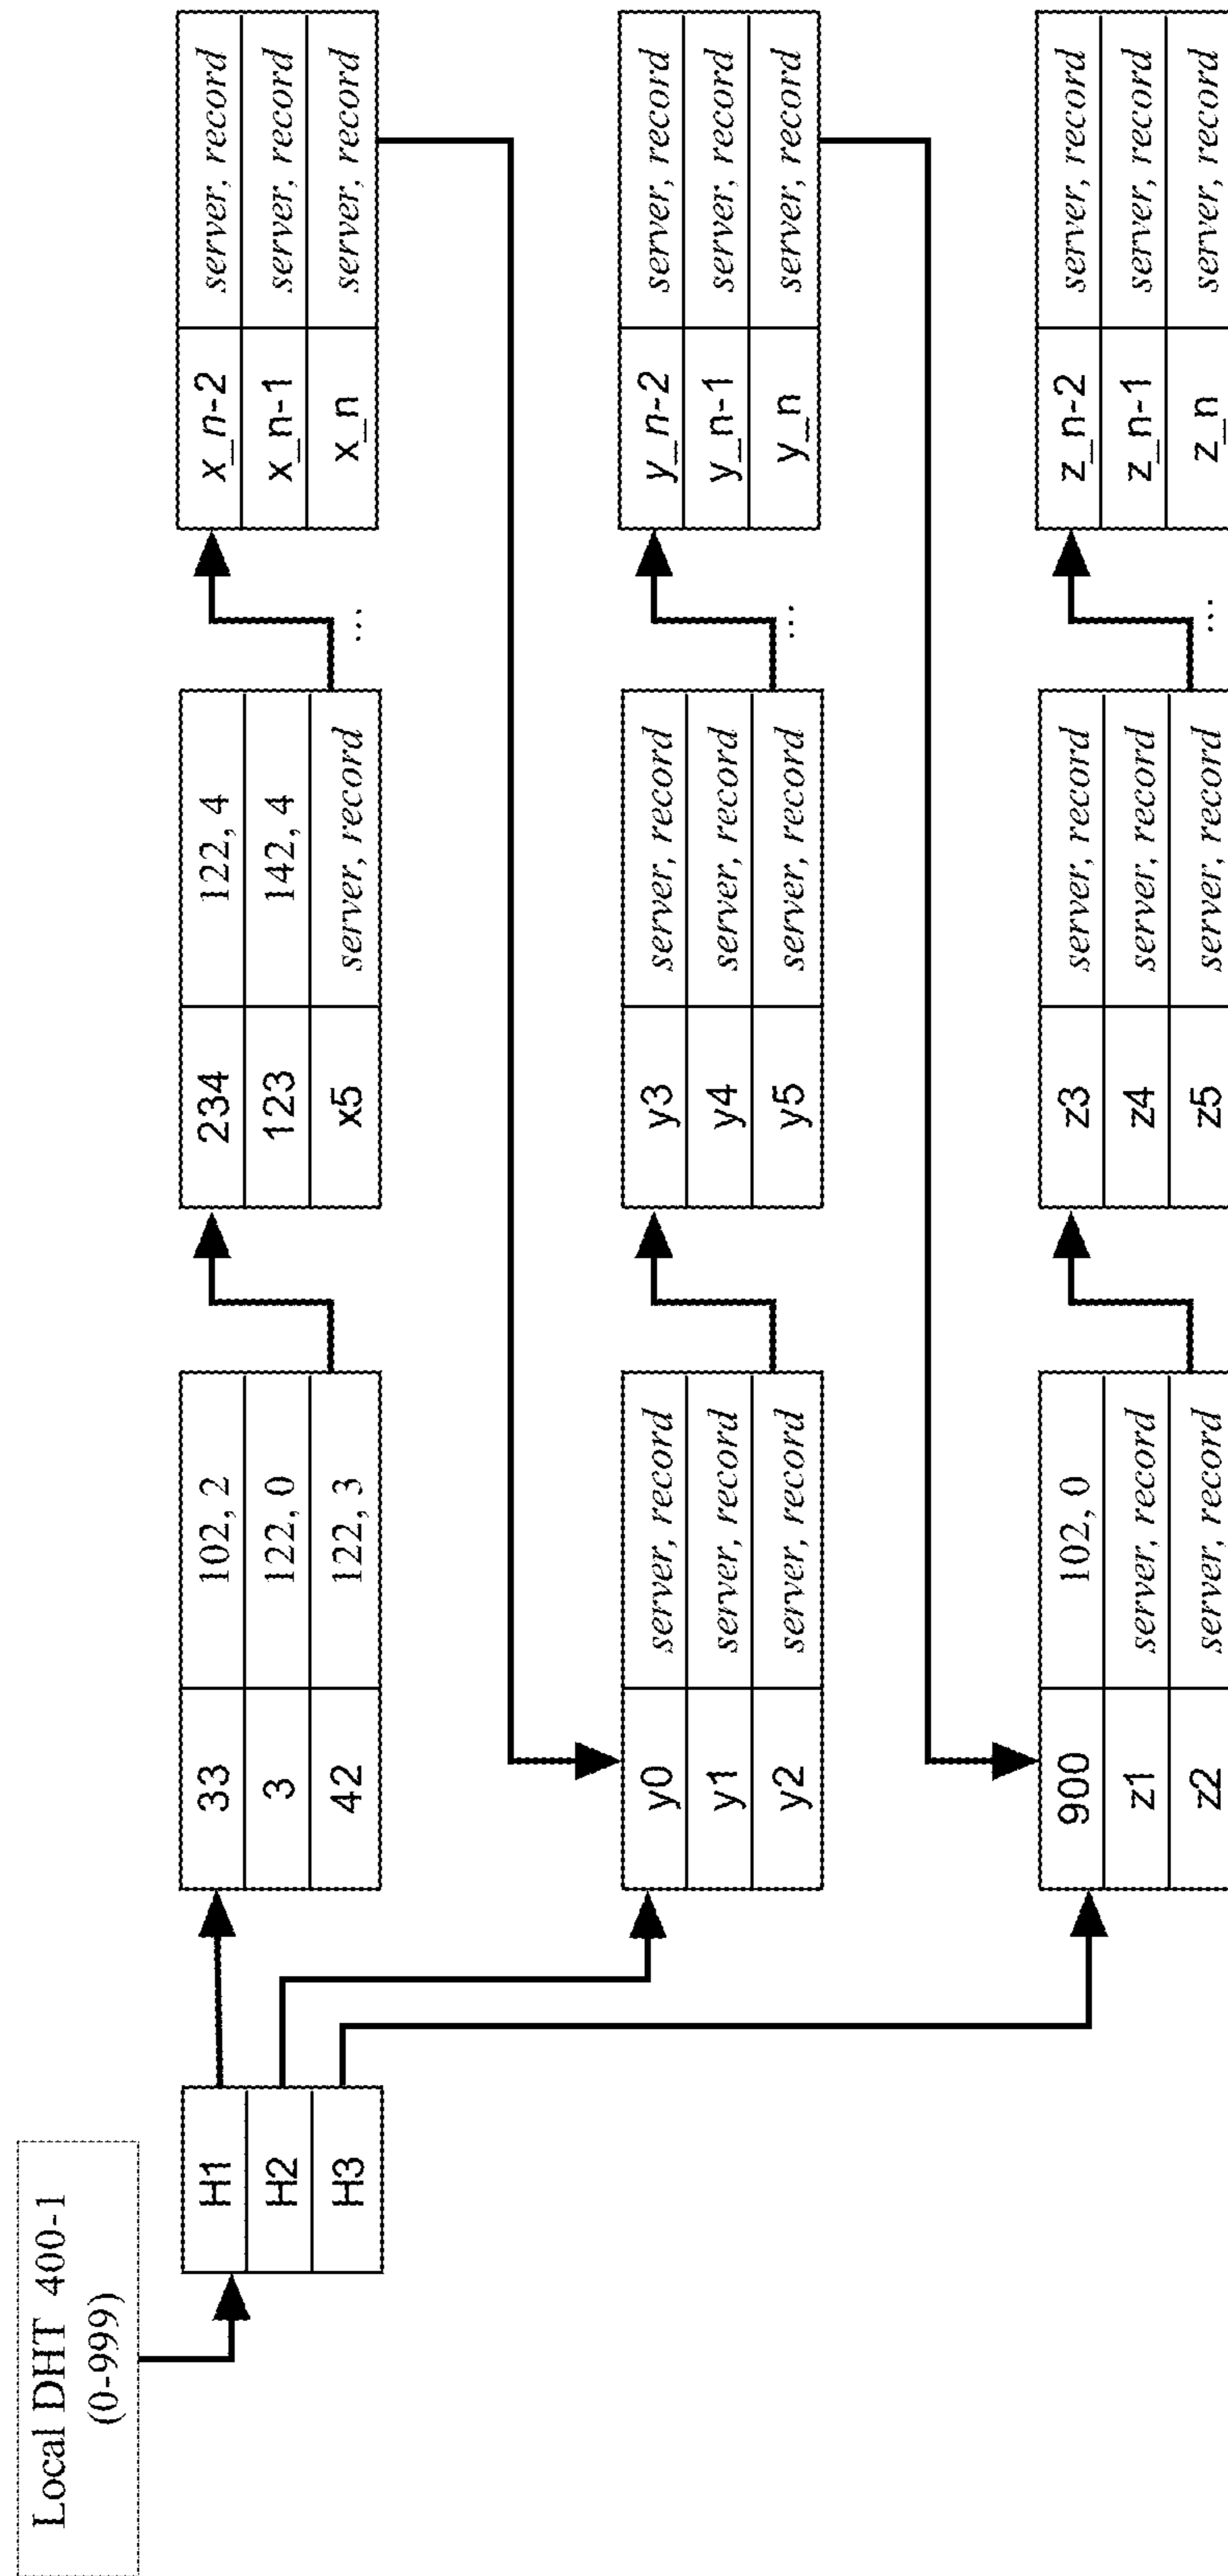 Local DHT 400-1
(0-999)
H1
H2
H3
33 102, 2
3 122, 0
42 122, 3
234 122, 4
123 142, 4
x5 server, record
...
x_n-2 server, record
x_n-1 server, record
x_n server, record
y0 server, record
y1 server, record
y2 server, record
y3 server, record
y4 server, record
y5 server, record
...
y_n-2 server, record
y_n-1 server, record
y_n server, record
900 102, 0
z1 server, record
z2 server, record
z3 server, record
z4 server, record
z5 server, record
...
z_n-2 server, record
z_n-1 server, record
z_n server, record